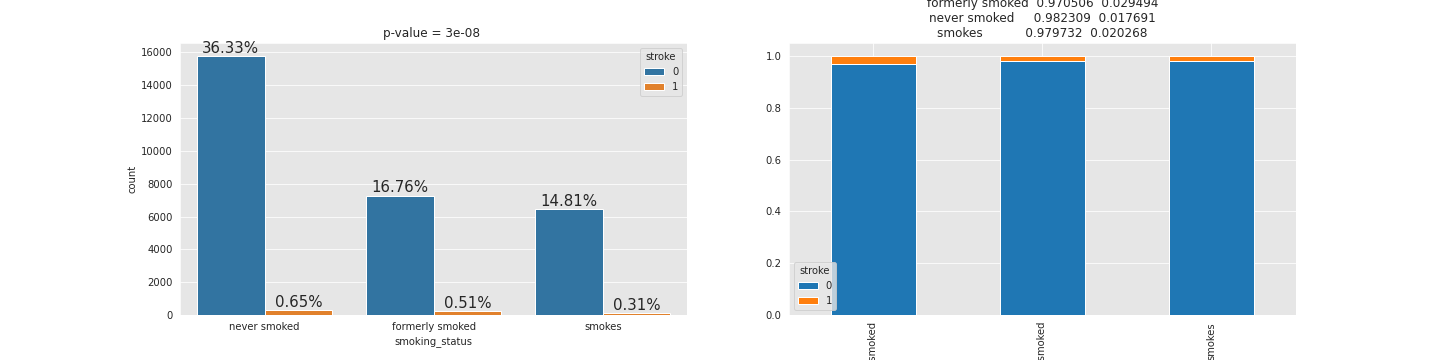 p-value = 3e-08
36.33%
16.76%
14.81%
0.65%
0.51%
0.31%
stroke
0
1
16000
14000
12000
10000
8000
6000
4000
2000
0
count
never smoked
formerly smoked
smokes
smoking_status
formerly smoked 0.970506 0.029494
never smoked 0.982309 0.017691
smokes 0.979732 0.020268
1.0
0.8
0.6
0.4
0.2
0.0
stroke
0
1
smoked
smoked
smokes